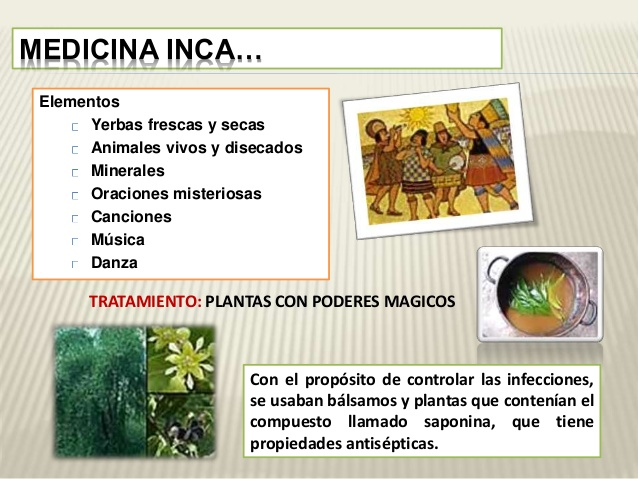 MEDICINA INCA…
Elementos
Yerbas frescas y secas
Animales vivos y disecados
Minerales
Oraciones misteriosas
Canciones
Música
Danza
TRATAMIENTO: PLANTAS CON PODERES MAGICOS
Con el propósito de controlar las infecciones,
se usaban bálsamos y plantas que contenían el
compuesto llamado saponina, que tiene
propiedades antisépticas.